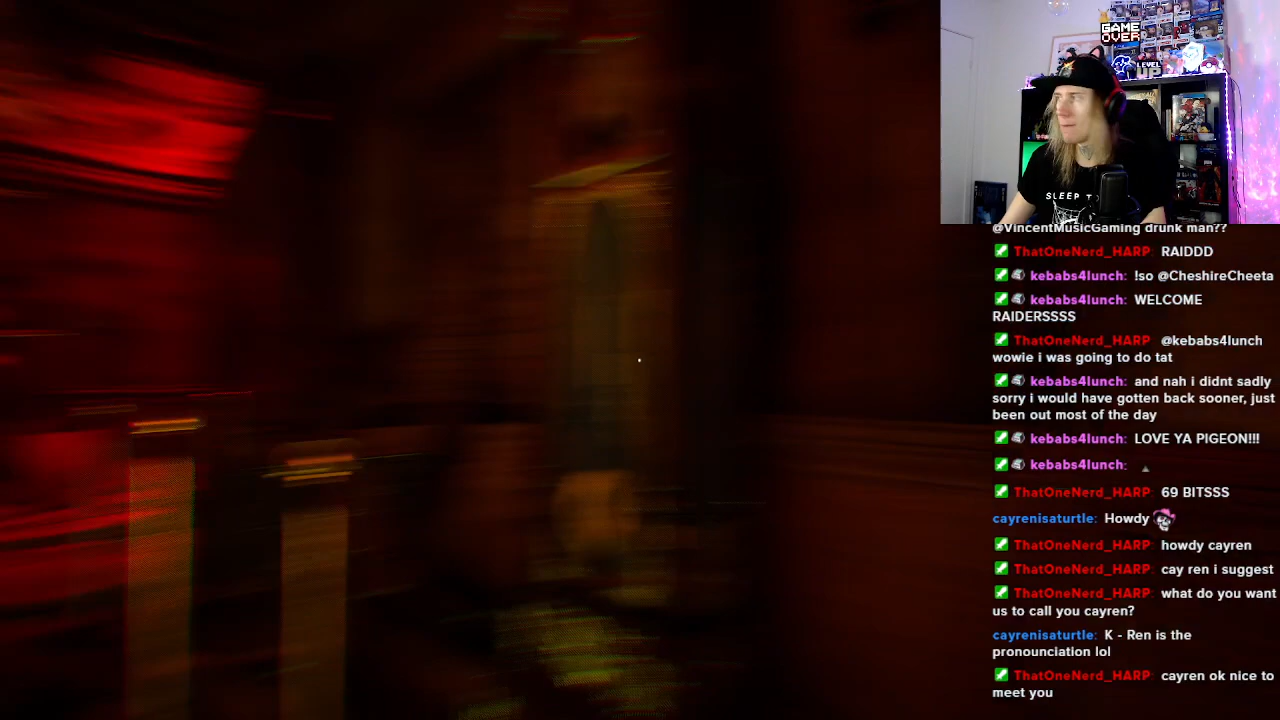 GAME
OVER
LEVEL
UP
SLEEP T
@VincentMusicGaming drunk man??
ThatOneNerd_HARP: RAIDDD
kebabs4lunch: !so @CheshireCheeta
kebabs4lunch: WELCOME
RAIDERSSSS
ThatOneNerd_HARP: @kebabs4lunch
wowie i was going to do tat
kebabs4lunch: and nah i didnt sadly
sorry i would have gotten back sooner, just
been out most of the day
kebabs4lunch: LOVE YA PIGEON!!!
kebabs4lunch:
ThatOneNerd_HARP: 69 BITSSS
cayrenisaturtle: Howdy
ThatOneNerd_HARP: howdy cayren
ThatOneNerd_HARP: cay ren i suggest
ThatOneNerd_HARP: what do you want
us to call you cayren?
cayrenisaturtle: K - Ren is the
pronounciation lol
ThatOneNerd_HARP: cayren ok nice to
meet you